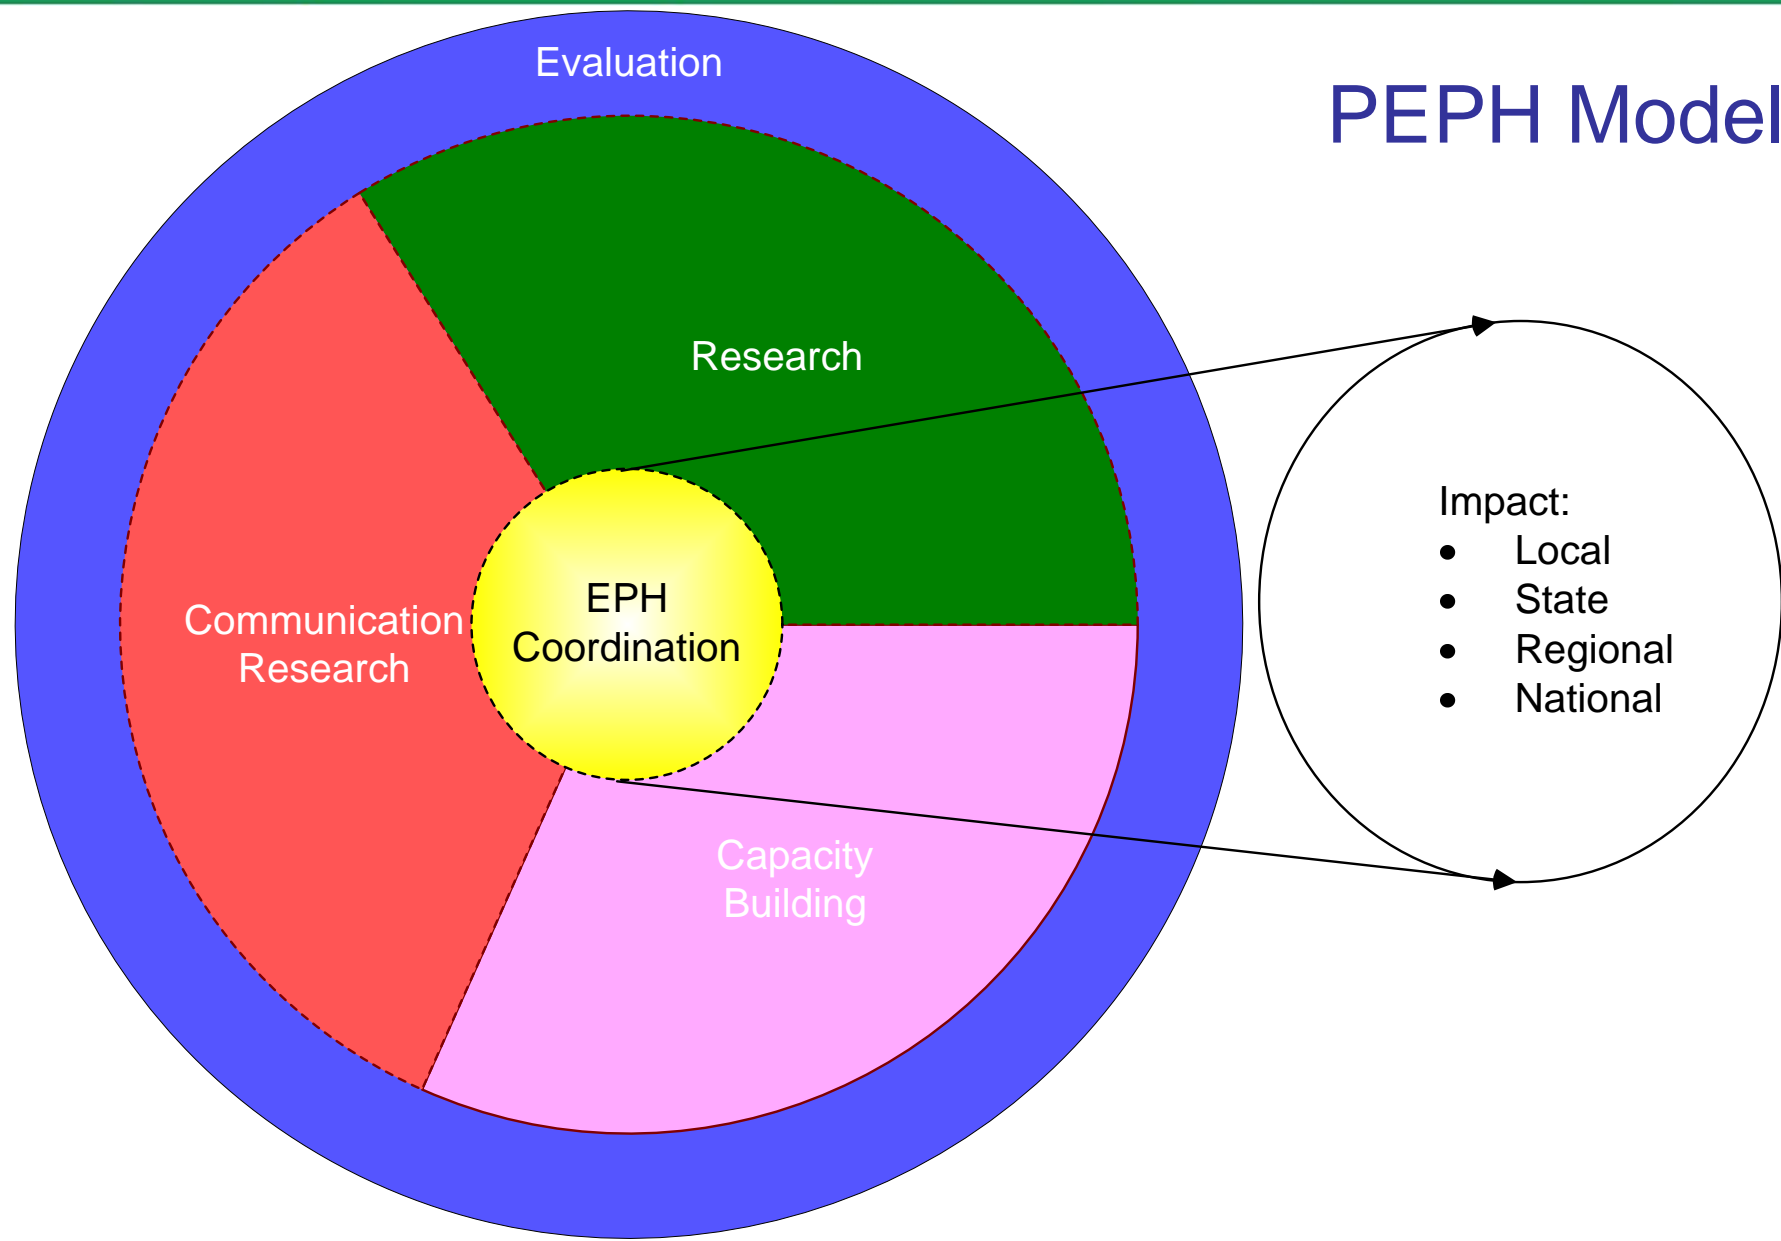 Evaluation
PEPH Model
Research
Communication
Research
EPH
Coordination
Capacity
Building
Impact:
● Local
● State
● Regional
● National